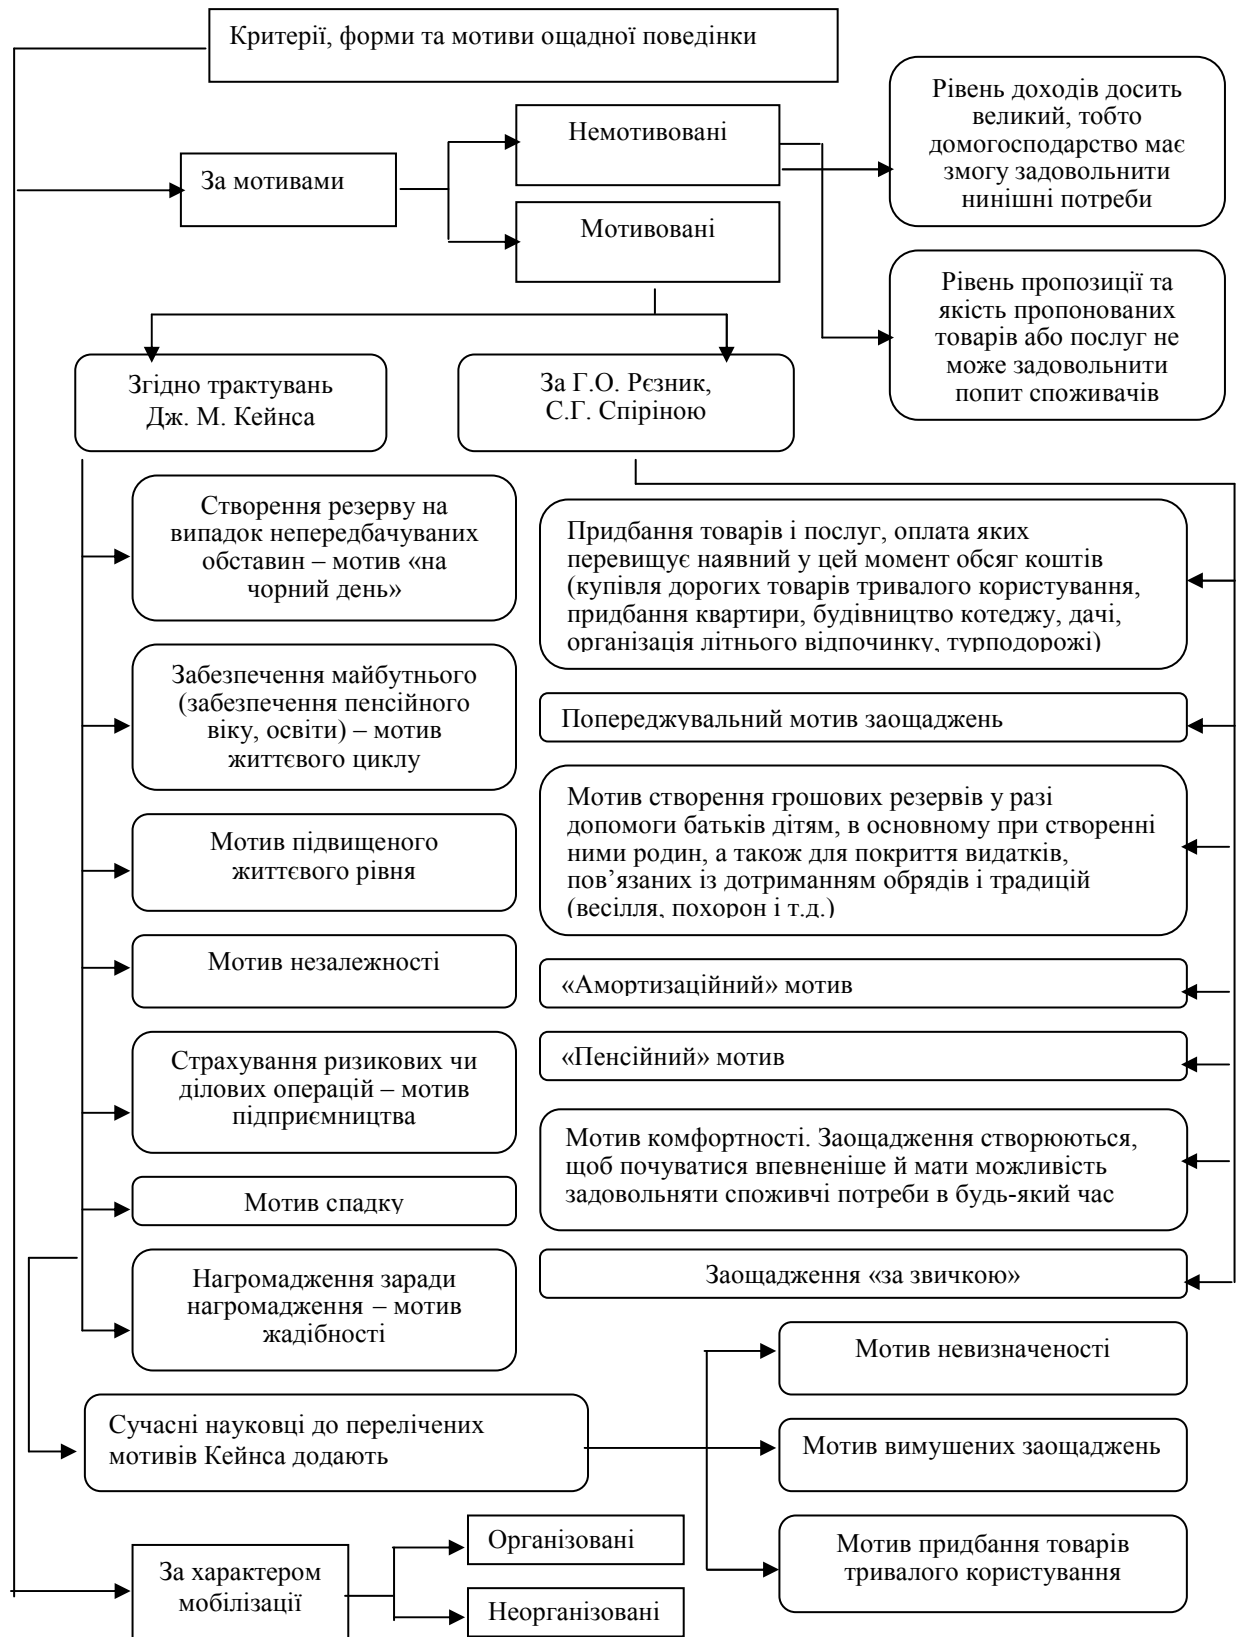 Критерії, форми та мотиви ощадної поведінки
За мотивами
Немотивовані
Мотивовані
Рівень доходів досить
великий, тобто
домогосподарство має
змогу задовольнити
нинішні потреби
Рівень пропозиції та
якість пропонованих
товарів або послуг не
може задовольнити
попит споживачів
Згідно трактувань
Дж. М. Кейнса
За Г.О. Рєзник,
С.Г. Спіріною
Створення резерву на
випадок непередбачуваних
обставин – мотив «на
чорний день»
Забезпечення майбутнього
(забезпечення пенсійного
віку, освіти) – мотив
життєвого циклу
Мотив підвищеного
життєвого рівня
Мотив незалежності
Страхування ризикових чи
ділових операцій – мотив
підприємництва
Мотив спадку
Нагромадження заради
нагромадження – мотив
жадібності
Придбання товарів і послуг, оплата яких
перевищує наявний у цей момент обсяг коштів
(купівля дорогих товарів тривалого користування,
придбання квартири, будівництво котеджу, дачі,
організація літнього відпочинку, турподорожі)
Попереджувальний мотив заощаджень
Мотив створення грошових резервів у разі
допомоги батьків дітям, в основному при створенні
ними родин, а також для покриття видатків,
пов’язаних із дотриманням обрядів і традицій
(весілля, похорон і т.д.)
«Амортизаційний» мотив
«Пенсійний» мотив
Мотив комфортності. Заощадження створюються,
щоб почуватися впевненіше й мати можливість
задовольняти споживчі потреби в будь-який час
Заощадження «за звичкою»
Сучасні науковці до перелічених
мотивів Кейнса додають
Мотив невизначеності
Мотив вимушених заощаджень
Мотив придбання товарів
тривалого користування
За характером
мобілізації
Організовані
Неорганізовані